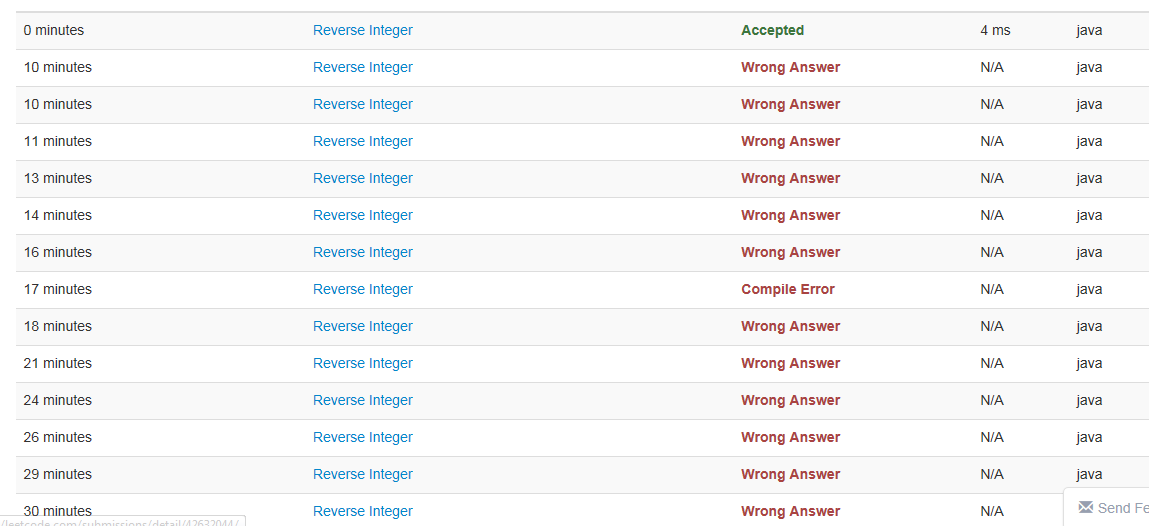 0 minutes Reverse Integer Accepted 4 ms java
10 minutes Reverse Integer Wrong Answer N/A java
10 minutes Reverse Integer Wrong Answer N/A java
11 minutes Reverse Integer Wrong Answer N/A java
13 minutes Reverse Integer Wrong Answer N/A java
14 minutes Reverse Integer Wrong Answer N/A java
16 minutes Reverse Integer Wrong Answer N/A java
17 minutes Reverse Integer Compile Error N/A java
18 minutes Reverse Integer Wrong Answer N/A java
21 minutes Reverse Integer Wrong Answer N/A java
24 minutes Reverse Integer Wrong Answer N/A java
26 minutes Reverse Integer Wrong Answer N/A java
29 minutes Reverse Integer Wrong Answer N/A java
30 minutes Reverse Integer Wrong Answer N/A
Send Fe
/leetcode.com/submissions/detail/42632044/